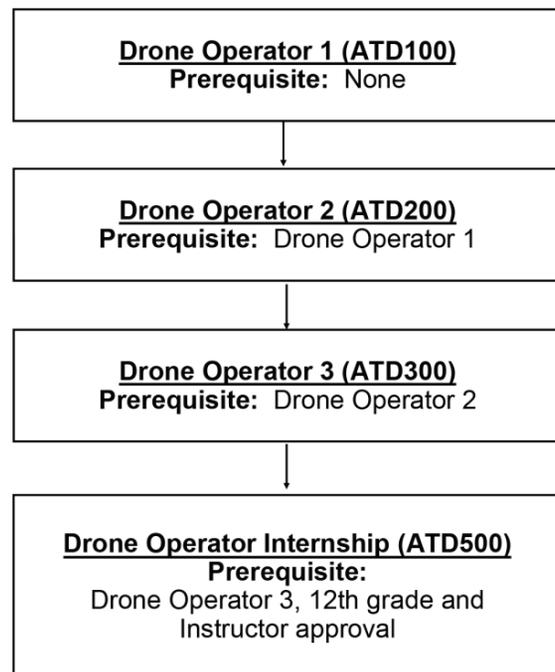 Drone Operator 1 (ATD100)
Prerequisite: None
Drone Operator 2 (ATD200)
Prerequisite: Drone Operator 1
Drone Operator 3 (ATD300)
Prerequisite: Drone Operator 2
Drone Operator Internship (ATD500)
Prerequisite:
Drone Operator 3, 12th grade and
Instructor approval